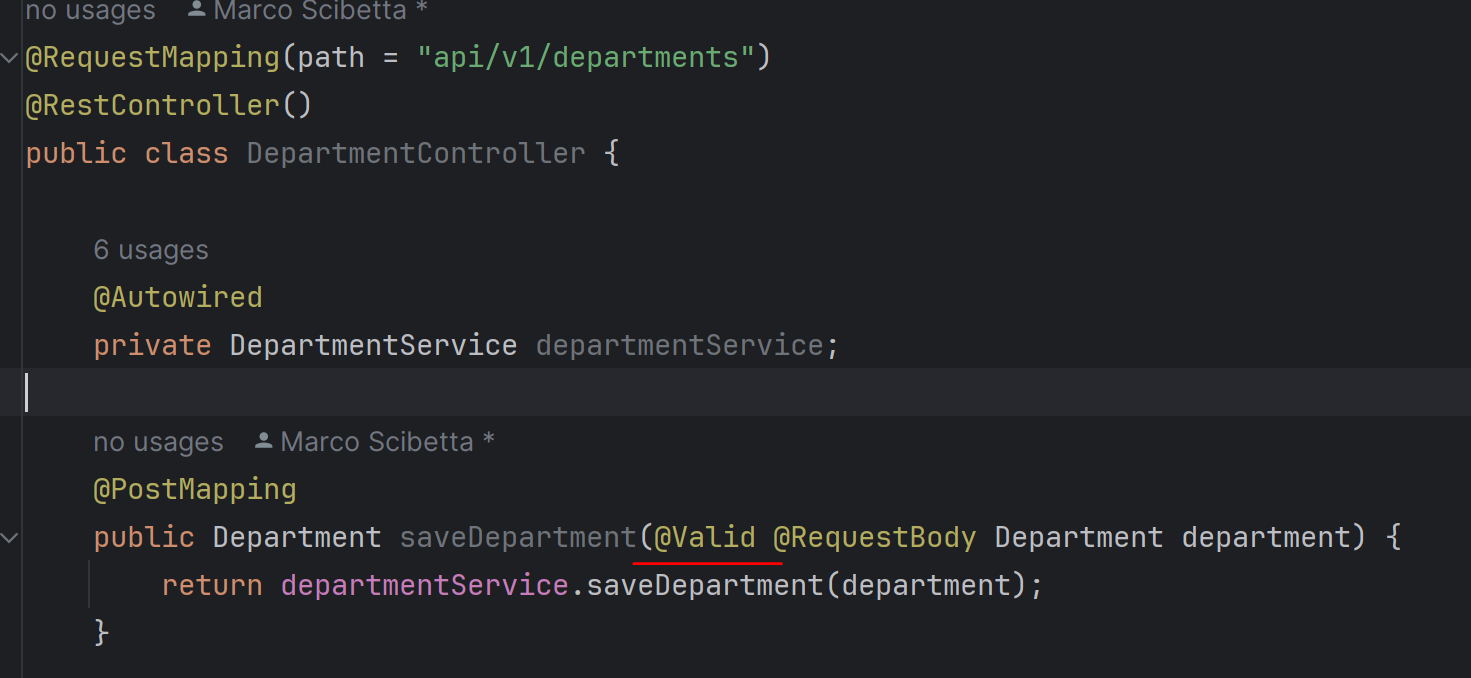 no usages Marco Scibetta *
@RequestMapping(path = "api/v1/departments")
@RestController()
public class DepartmentController {
6 usages
@Autowired
private DepartmentService departmentService;
no usages Marco Scibetta *
@PostMapping
public Department saveDepartment(@Valid @RequestBody Department department) {
return departmentService.saveDepartment(department);
}